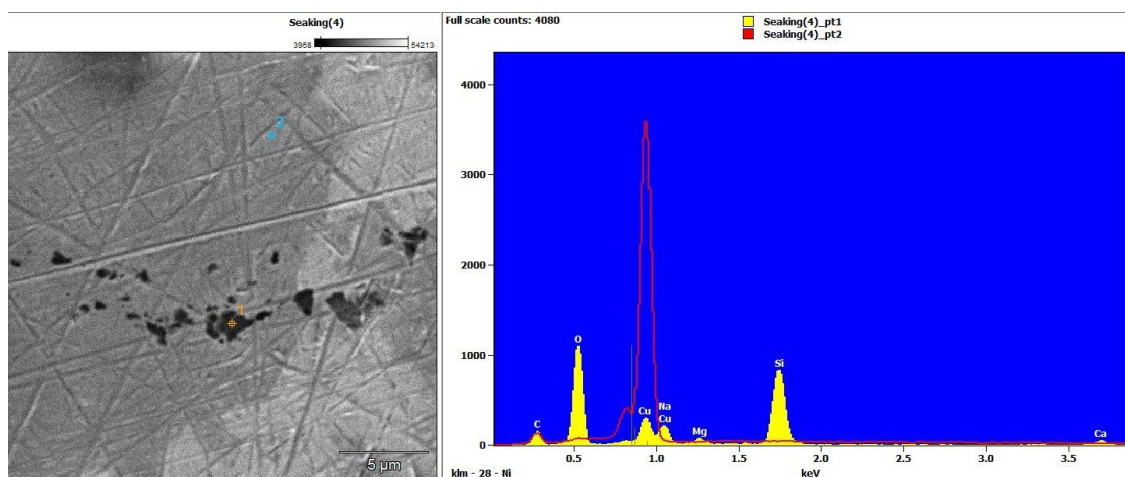 Seaking(4)
3968 54213
2
1
5 µm
Full scale counts: 4080
Seaking(4)_pt1
Seaking(4)_pt2
4000
3000
2000
1000
0
O
Si
Cu
Na
Cu
C
Mg
Ca
0.5 1.0 1.5 2.0 2.5 3.0 3.5
klm - 28 - Ni keV